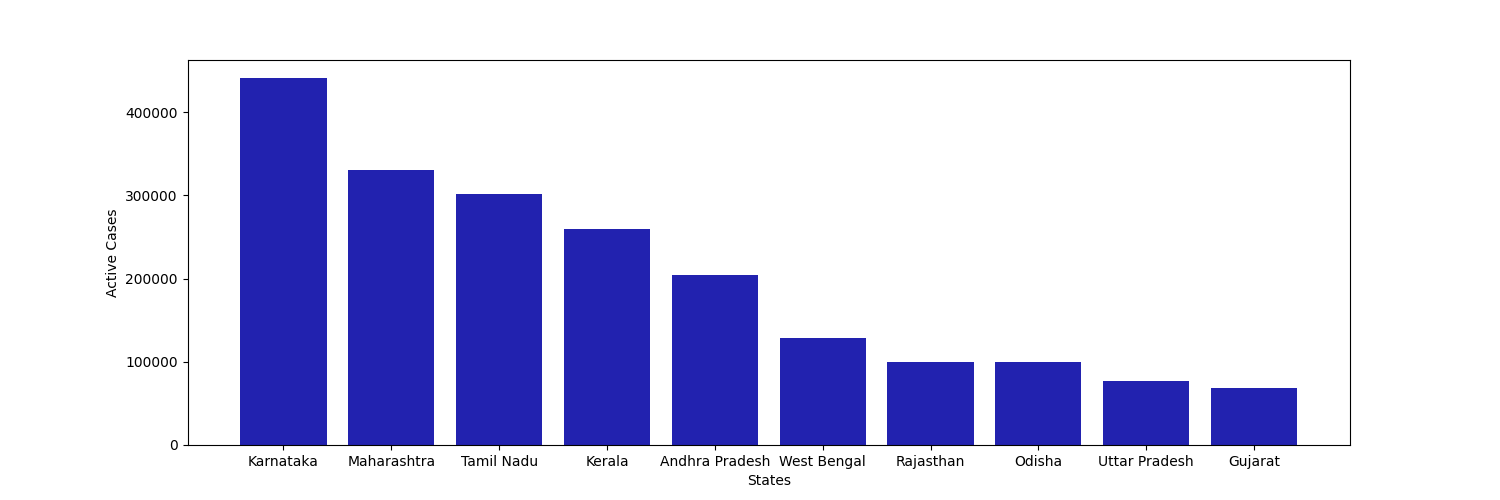 400000
300000
200000
100000
0
Active Cases
Karnataka Maharashtra Tamil Nadu Kerala Andhra Pradesh West Bengal Rajasthan Odisha Uttar Pradesh Gujarat
States